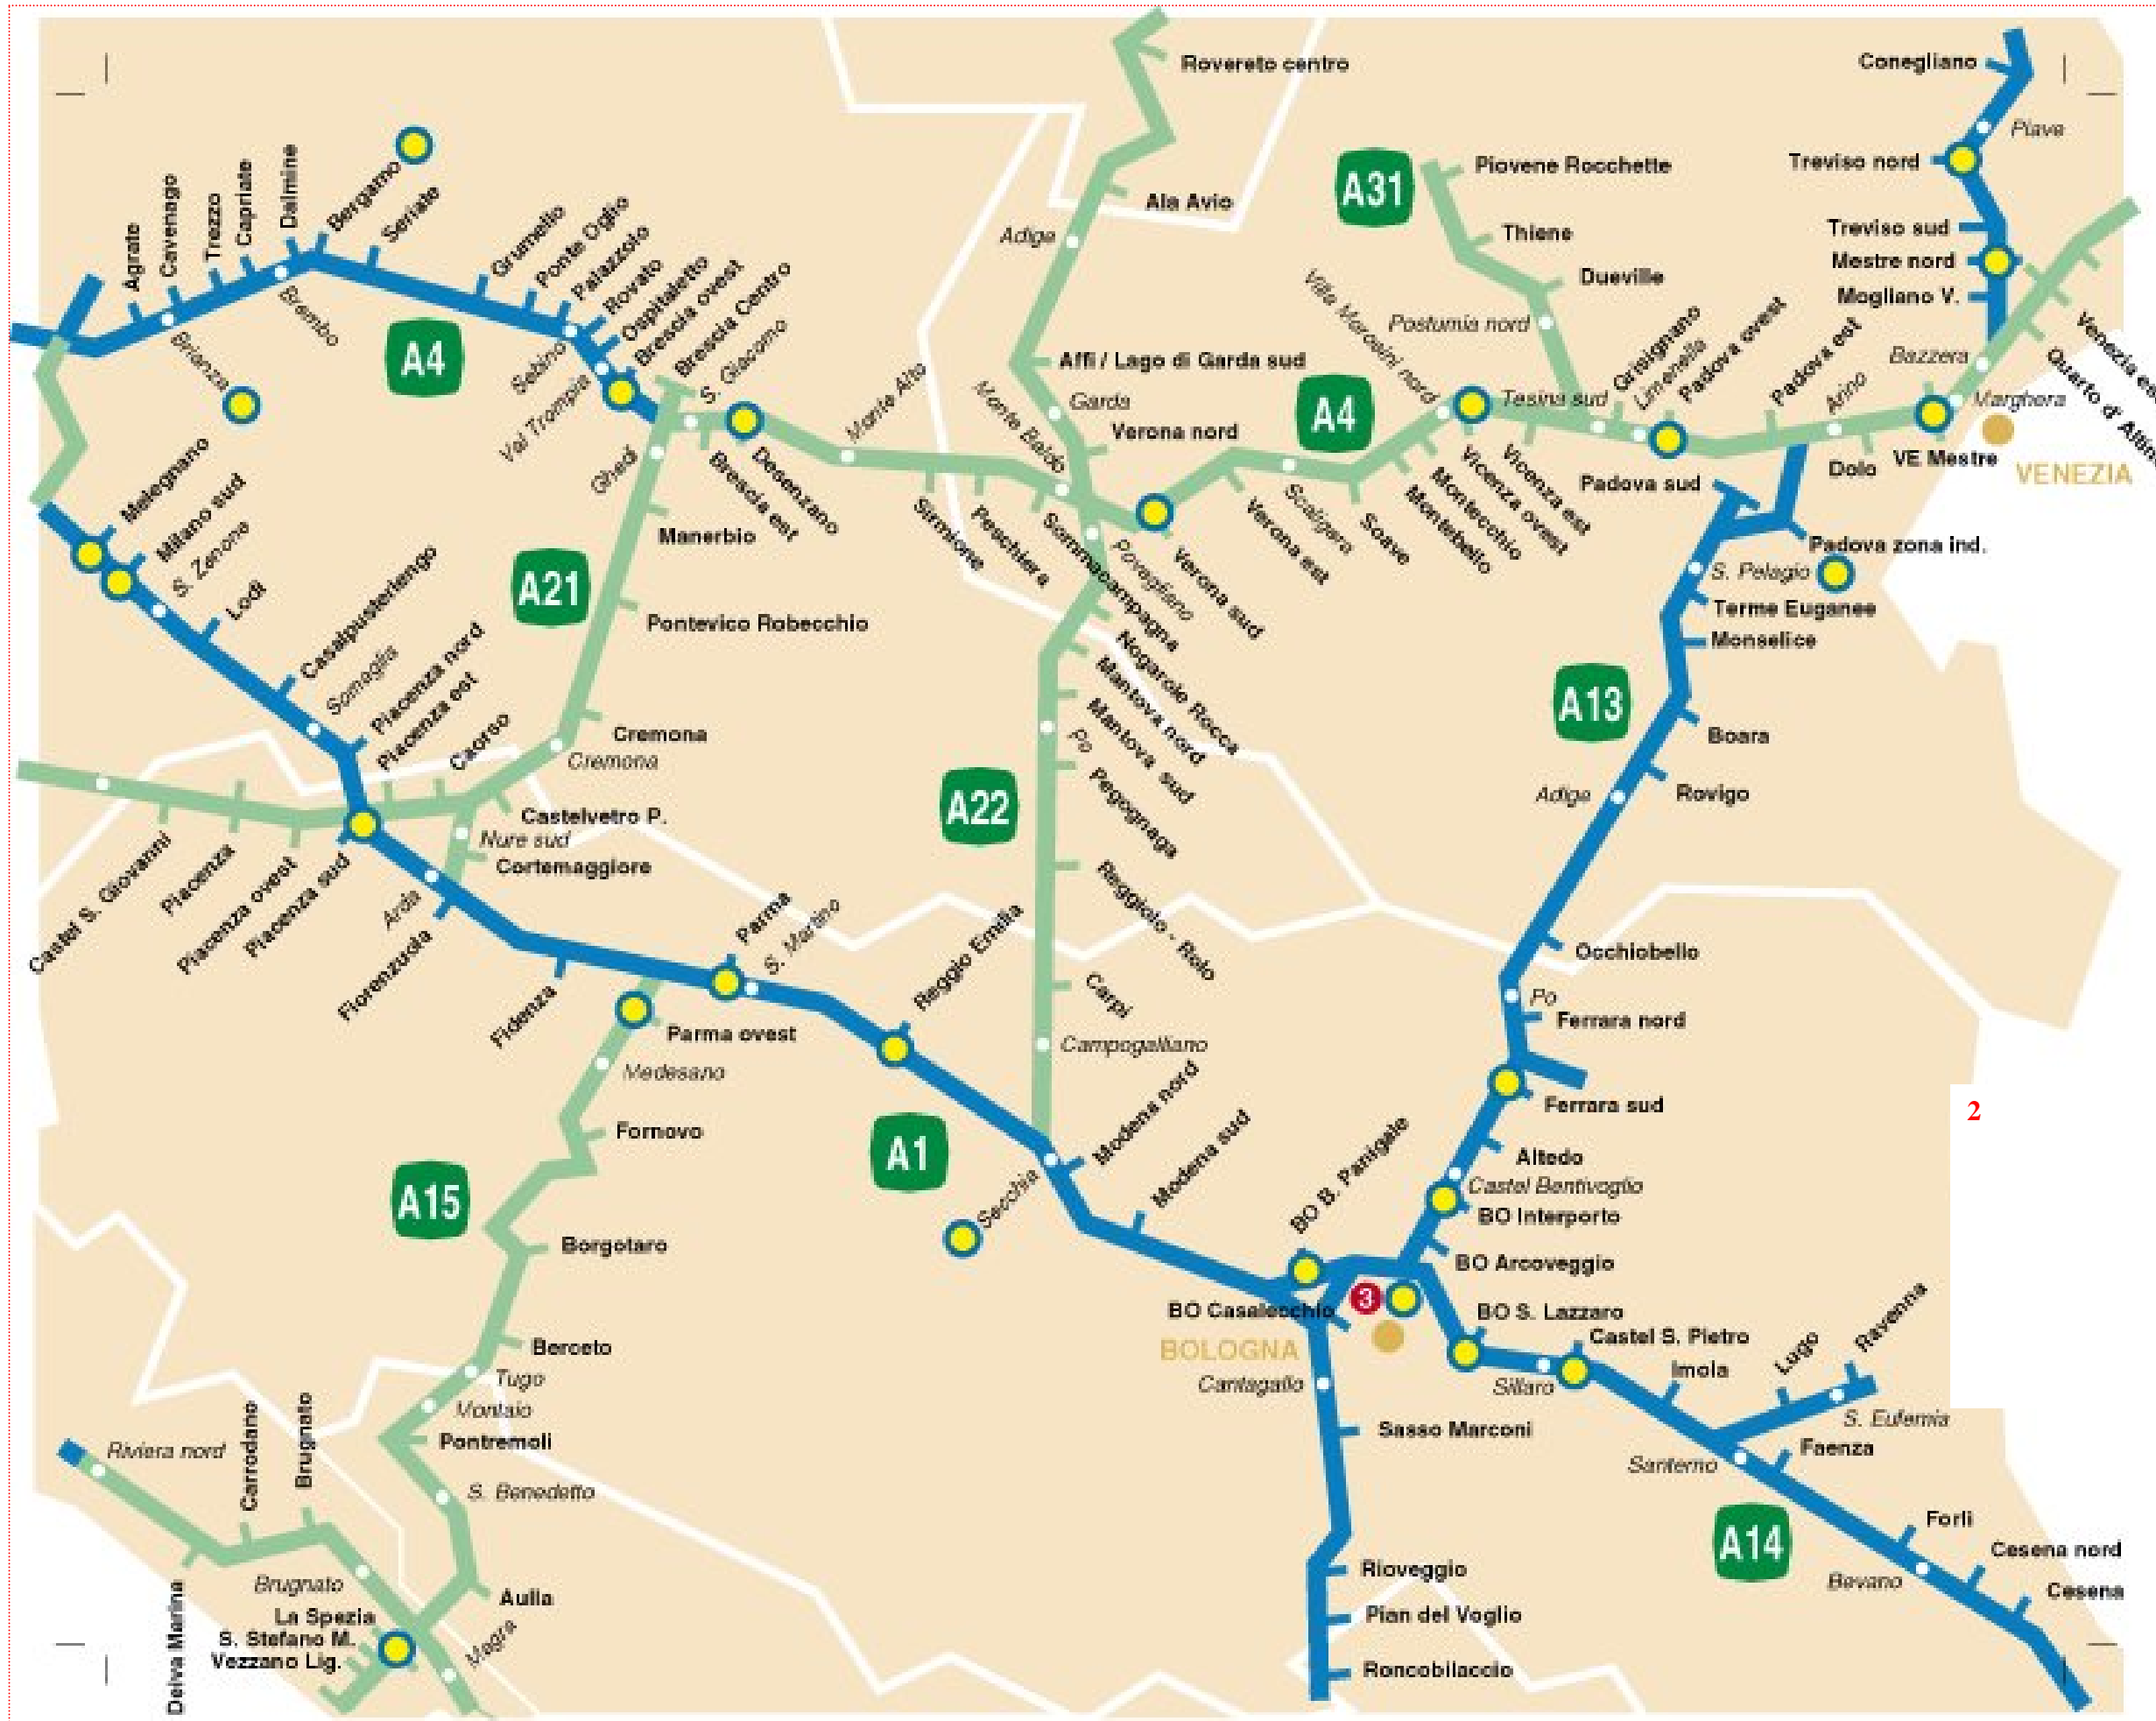 Rovereto centro
Conegliano
Piave
A31
Piovene Rocchette
Treviso nord
Ala Avio
Adige
Thiene
Treviso sud
Mestre nord
Mogliano V.
Dueville
Postumia nord
Villa Marosini nord
Agrate
Cavenago
Trezzo
Capriate
Dalmine
Bergamo
Seriate
Grumello
Ponte Oglio
Palazzolo
Rovato
Ospitaletto
Brescia ovest
Brescia Centro
S. Giacomo
Brianza
Brembo
A4
Sebino
Val Trompia
Ghedi
Monte Alto
Affi / Lago di Garda sud
Garda
Monte Baldo
Verona nord
A4
Tesina sud
Grisignano
Limenella
Padova ovest
Padova est
Arino
Bazzera
Marghera
Venezia
Quarto d' Altin
Dolo
VE Mestre
VENEZIA
Brescia est
Desenzano
Sirmione
Peschiera
Sommacampagna
Povegliano
Verona sud
Verona est
Scaligera
Soave
Montebello
Montecchio
Vicenza ovest
Vicenza est
Padova sud
Padova zona ind.
S. Pelagio
Terme Euganee
Monselice
Melegnano
Milano sud
S. Zenone
Lodi
Casalpusterlengo
Somaglia
Piacenza nord
Piacenza est
Caorso
A21
Manerbio
Pontevico Robecchio
Cremona
Cremona
Castelvetro P.
Nure sud
Cortemaggiore
Nogarole Rocca
Mantova nord
Mantova sud
Po
Pegognaga
A22
Reggiolo - Rolo
Carpi
Campogalliano
A13
Boara
Rovigo
Adige
Occhiobello
Po
Ferrara nord
Ferrara sud
Altedo
Castel Bentivoglio
BO Interporto
BO Arcoveggio
2
Castel S. Giovanni
Piacenza
Piacenza ovest
Piacenza sud
Arda
Fiorenzuola
Fidenza
Parma
S. Martino
Parma ovest
Medesano
Fornovo
Reggio Emilia
A1
Secchia
Modena nord
Modena sud
BO B. Panigale
BO Casalecchio
3
BOLOGNA
Cantagallo
BO S. Lazzaro
Castel S. Pietro
Sillaro
Imola
Lugo
Ravenna
S. Eufemia
Santerno
Faenza
A14
Forli
Bevano
Cesena nord
Cesena
Sasso Marconi
Rioveggio
Pian del Voglio
Roncobilaccio
A15
Borgotaro
Berceto
Tugo
Montaio
Pontremoli
S. Benedetto
Aulla
Magra
Riviera nord
Carrodano
Brugnato
Deiva Marina
Brugnato
La Spezia
S. Stefano M.
Vezzano Lig.